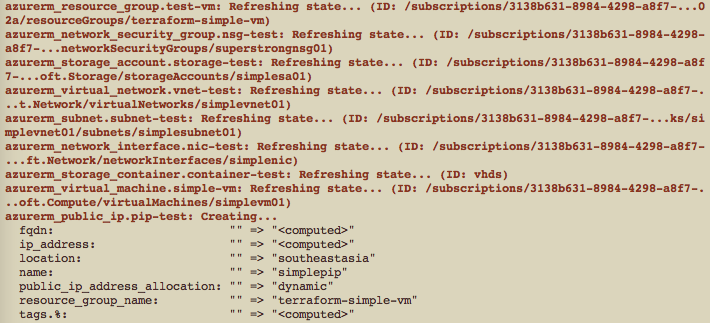 azurerm_resource_group.test-vm: Refreshing state... (ID: /subscriptions/3138b631-8984-4298-a8f7-...0
2a/resourceGroups/terraform-simple-vm)
azurerm_network_security_group.nsg-test: Refreshing state... (ID: /subscriptions/3138b631-8984-4298-
a8f7-...networkSecurityGroups/superstrongnsg01)
azurerm_storage_account.storage-test: Refreshing state... (ID: /subscriptions/3138b631-8984-4298-a8f
7-...oft.Storage/storageAccounts/simplesa01)
azurerm_virtual_network.vnet-test: Refreshing state... (ID: /subscriptions/3138b631-8984-4298-a8f7-.
..t.Network/virtualNetworks/simplevnet01)
azurerm_subnet.subnet-test: Refreshing state... (ID: /subscriptions/3138b631-8984-4298-a8f7-...ks/si
mplevnet01/subnets/simplesubnet01)
azurerm_network_interface.nic-test: Refreshing state... (ID: /subscriptions/3138b631-8984-4298-a8f7-
...ft.Network/networkInterfaces/simplenic)
azurerm_storage_container.container-test: Refreshing state... (ID: vhds)
azurerm_virtual_machine.simple-vm: Refreshing state... (ID: /subscriptions/3138b631-8984-4298-a8f7-.
..oft.Compute/virtualMachines/simplevm01)
azurerm_public_ip.pip-test: Creating...
  fqdn:                         "" => "<computed>"
  ip_address:                   "" => "<computed>"
  location:                     "" => "southeastasia"
  name:                         "" => "simplepip"
  public_ip_address_allocation: "" => "dynamic"
  resource_group_name:          "" => "terraform-simple-vm"
  tags.%:                       "" => "<computed>"